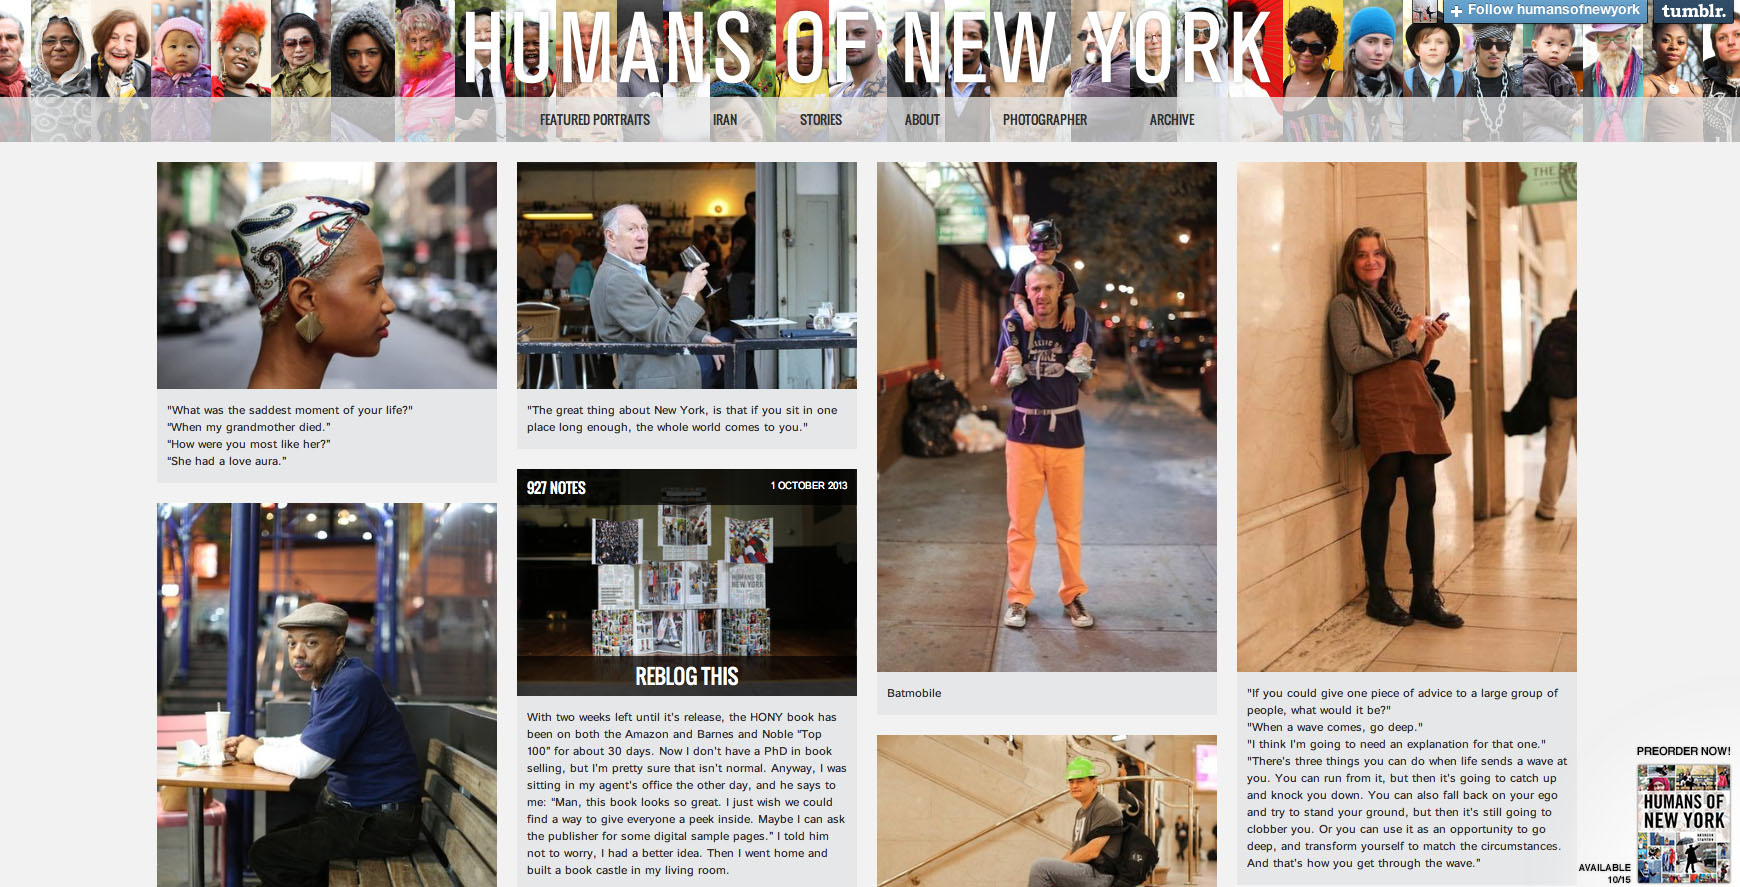 HUMANS OF NEW YORK
+ Follow humansofnewyork
tumblr.
FEATURED PORTRAITS
IRAN
STORIES
ABOUT
PHOTOGRAPHER
ARCHIVE
"What was the saddest moment of your life?"
"When my grandmother died."
"How were you most like her?"
"She had a love aura."
"The great thing about New York, is that if you sit in one
place long enough, the whole world comes to you."
927 NOTES
1 OCTOBER 2013
HUMANS OF
NEW YORK
REBLOG THIS
With two weeks left until it's release, the HONY book has
been on both the Amazon and Barnes and Noble "Top
100" for about 30 days. Now I don't have a PhD in book
selling, but I'm pretty sure that isn't normal. Anyway, I was
sitting in my agent's office the other day, and he says to
me: "Man, this book looks so great. I just wish we could
find a way to give everyone a peek inside. Maybe I can ask
the publisher for some digital sample pages." I told him
not to worry, I had a better idea. Then I went home and
built a book castle in my living room.
Batmobile
THE
"If you could give one piece of advice to a large group of
people, what would it be?"
"When a wave comes, go deep."
"I think I'm going to need an explanation for that one."
"There's three things you can do when life sends a wave at
you. You can run from it, but then it's going to catch up
and knock you down. You can also fall back on your ego
and try to stand your ground, but then it's still going to
clobber you. Or you can use it as an opportunity to go
deep, and transform yourself to match the circumstances.
And that's how you get through the wave."
PREORDER NOW!
HUMANS OF
NEW YORK
AVAILABLE
10/15